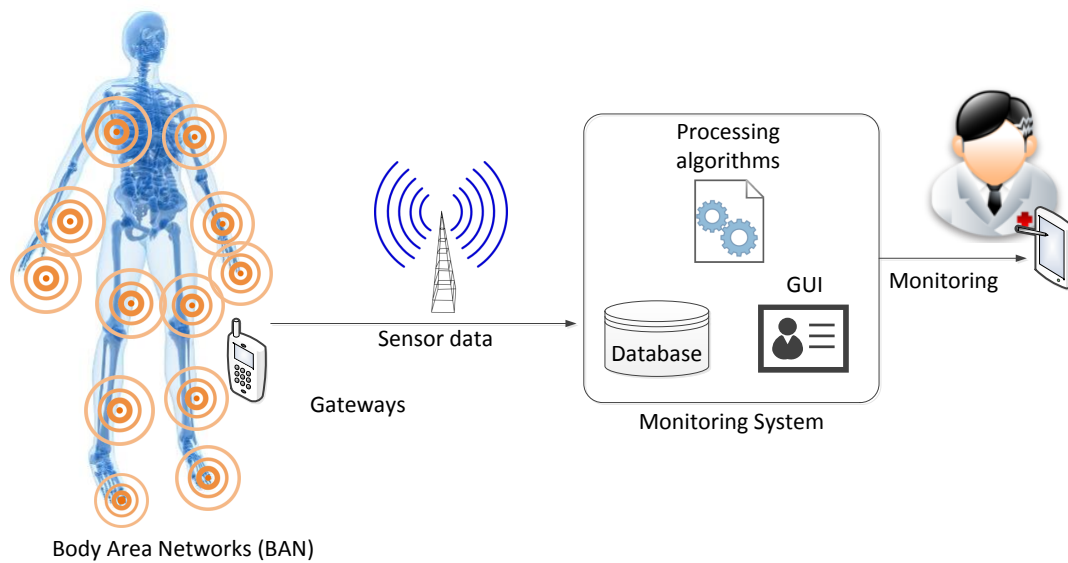 Processing
algorithms
GUI
Database
Sensor data
Monitoring
Gateways
Monitoring System
Body Area Networks (BAN)